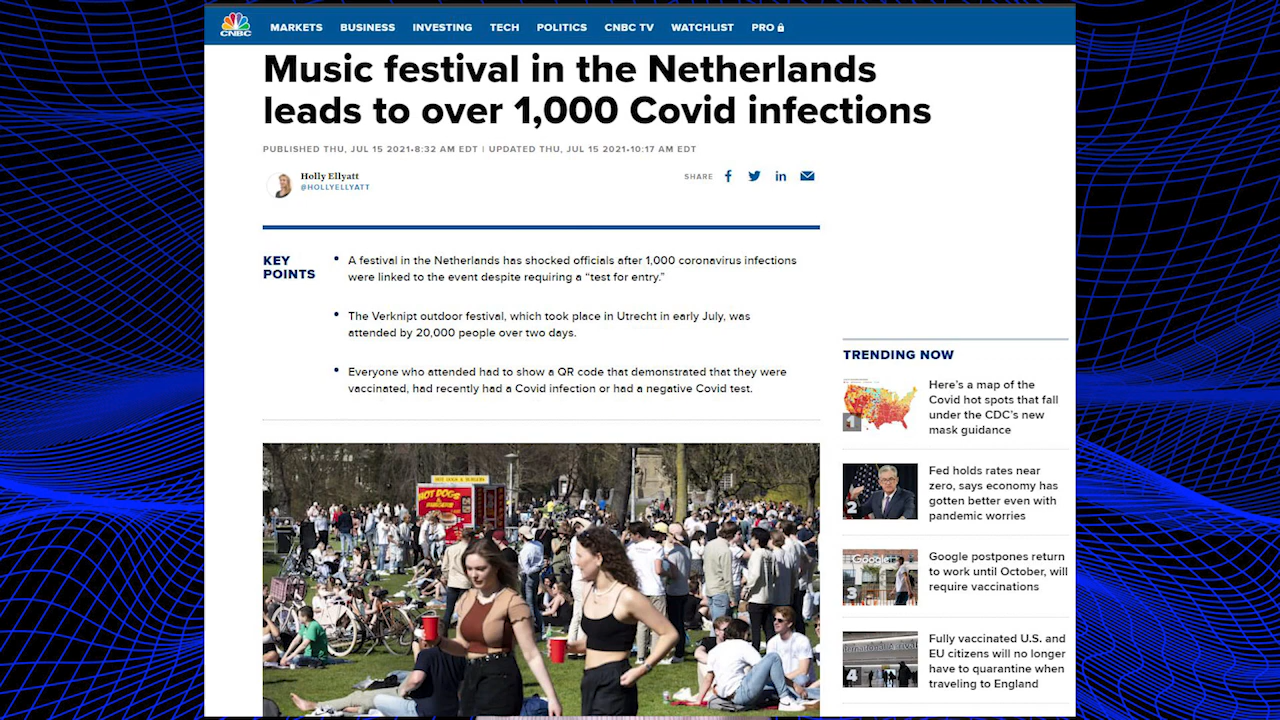 CNBC
MARKETS BUSINESS INVESTING TECH POLITICS CNBC TV WATCHLIST PRO
Music festival in the Netherlands
leads to over 1,000 Covid infections
PUBLISHED THU, JUL 15 2021•8:32 AM EDT | UPDATED THU, JUL 15 2021•10:17 AM EDT
Holly Ellyatt
@HOLLYELLYATT
SHARE
KEY
POINTS
• A festival in the Netherlands has shocked officials after 1,000 coronavirus infections
were linked to the event despite requiring a “test for entry.”
• The Verknipt outdoor festival, which took place in Utrecht in early July, was
attended by 20,000 people over two days.
• Everyone who attended had to show a QR code that demonstrated that they were
vaccinated, had recently had a Covid infection or had a negative Covid test.
HOT DOGS
TRENDING NOW
1
Here’s a map of the
Covid hot spots that fall
under the CDC’s new
mask guidance
2
Fed holds rates near
zero, says economy has
gotten better even with
pandemic worries
Google
3
Google postpones return
to work until October, will
require vaccinations
4
Fully vaccinated U.S. and
EU citizens will no longer
have to quarantine when
traveling to England